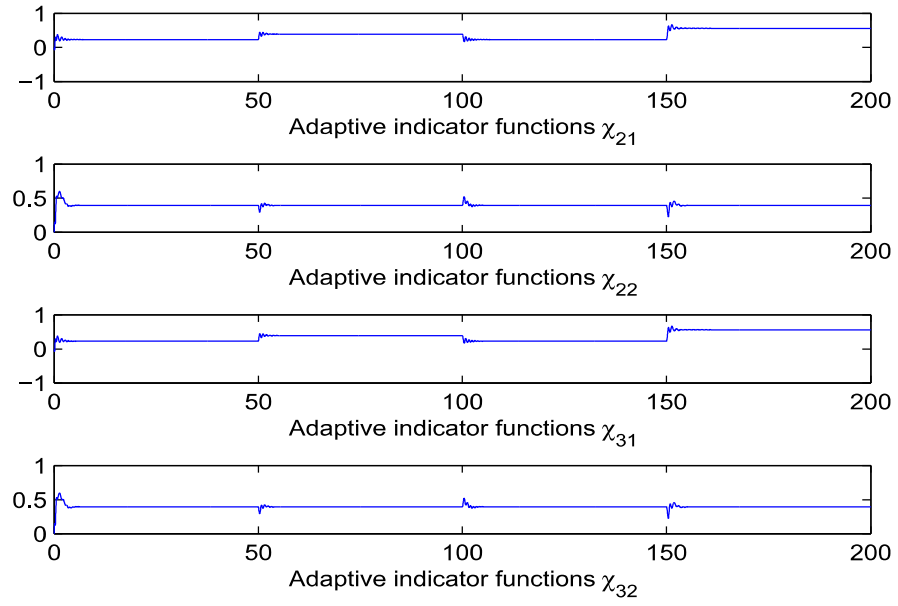 1
0
−1
0 50 100 150 200
Adaptive indicator functions χ21
1
0.5
0
0 50 100 150 200
Adaptive indicator functions χ22
1
0
−1
0 50 100 150 200
Adaptive indicator functions χ31
1
0.5
0
0 50 100 150 200
Adaptive indicator functions χ32